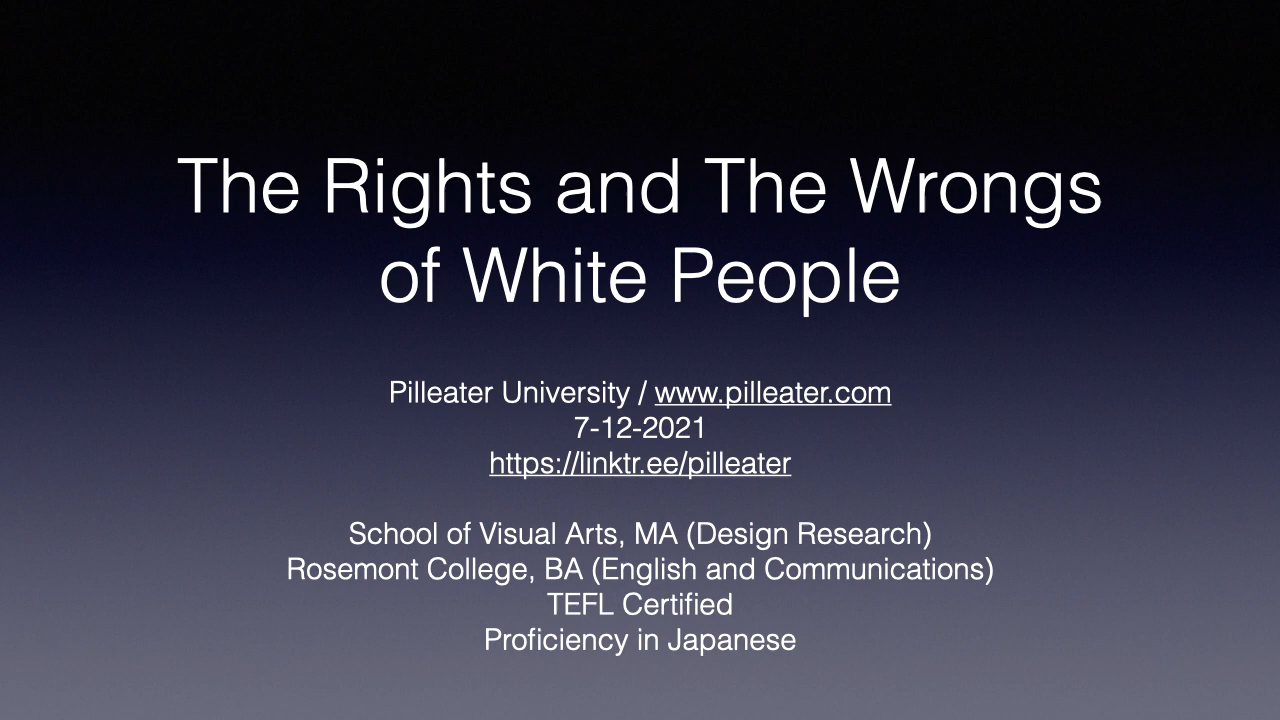 The Rights and The Wrongs
of White People
Pilleater University / www.pilleater.com
7-12-2021
https://linktr.ee/pilleater
School of Visual Arts, MA (Design Research)
Rosemont College, BA (English and Communications)
TEFL Certified
Proficiency in Japanese